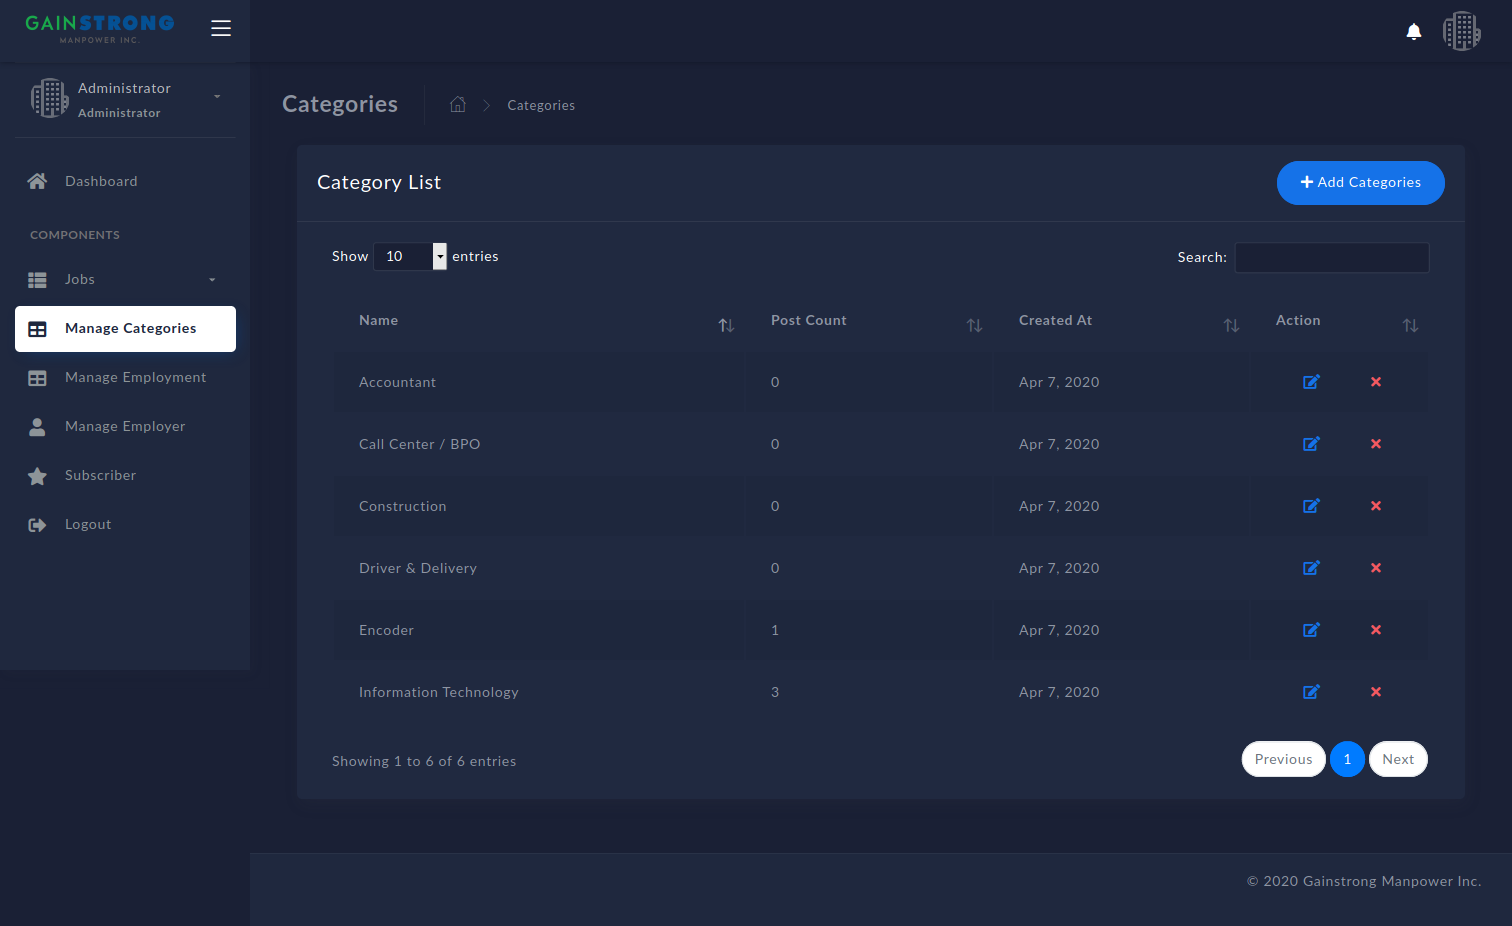 GAINSTRONG
MANPOWER INC.
Administrator
Administrator
Dashboard
COMPONENTS
Jobs
Manage Categories
Manage Employment
Manage Employer
Subscriber
Logout
Categories
Categories
Category List
Add Categories
Show 10 entries
Search:
Name Post Count Created At Action
Accountant 0 Apr 7, 2020
Call Center / BPO 0 Apr 7, 2020
Construction 0 Apr 7, 2020
Driver & Delivery 0 Apr 7, 2020
Encoder 1 Apr 7, 2020
Information Technology 3 Apr 7, 2020
Showing 1 to 6 of 6 entries
Previous 1 Next
© 2020 Gainstrong Manpower Inc.